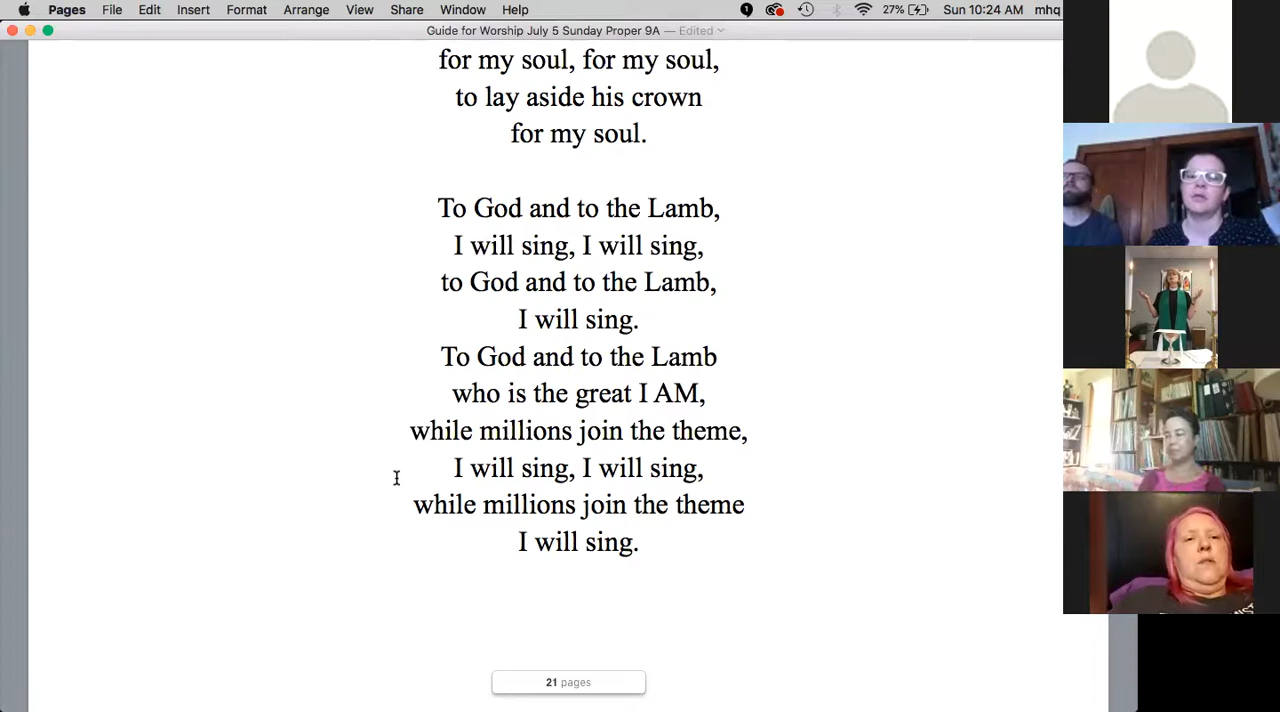 Pages File Edit Insert Format Arrange View Share Window Help 27% Sun 10:24 AM mhq
Guide for Worship July 5 Sunday Proper 9A — Edited
for my soul, for my soul,
to lay aside his crown
for my soul.
To God and to the Lamb,
I will sing, I will sing,
to God and to the Lamb,
I will sing.
To God and to the Lamb
who is the great I AM,
while millions join the theme,
I will sing, I will sing,
while millions join the theme
I will sing.
21 pages